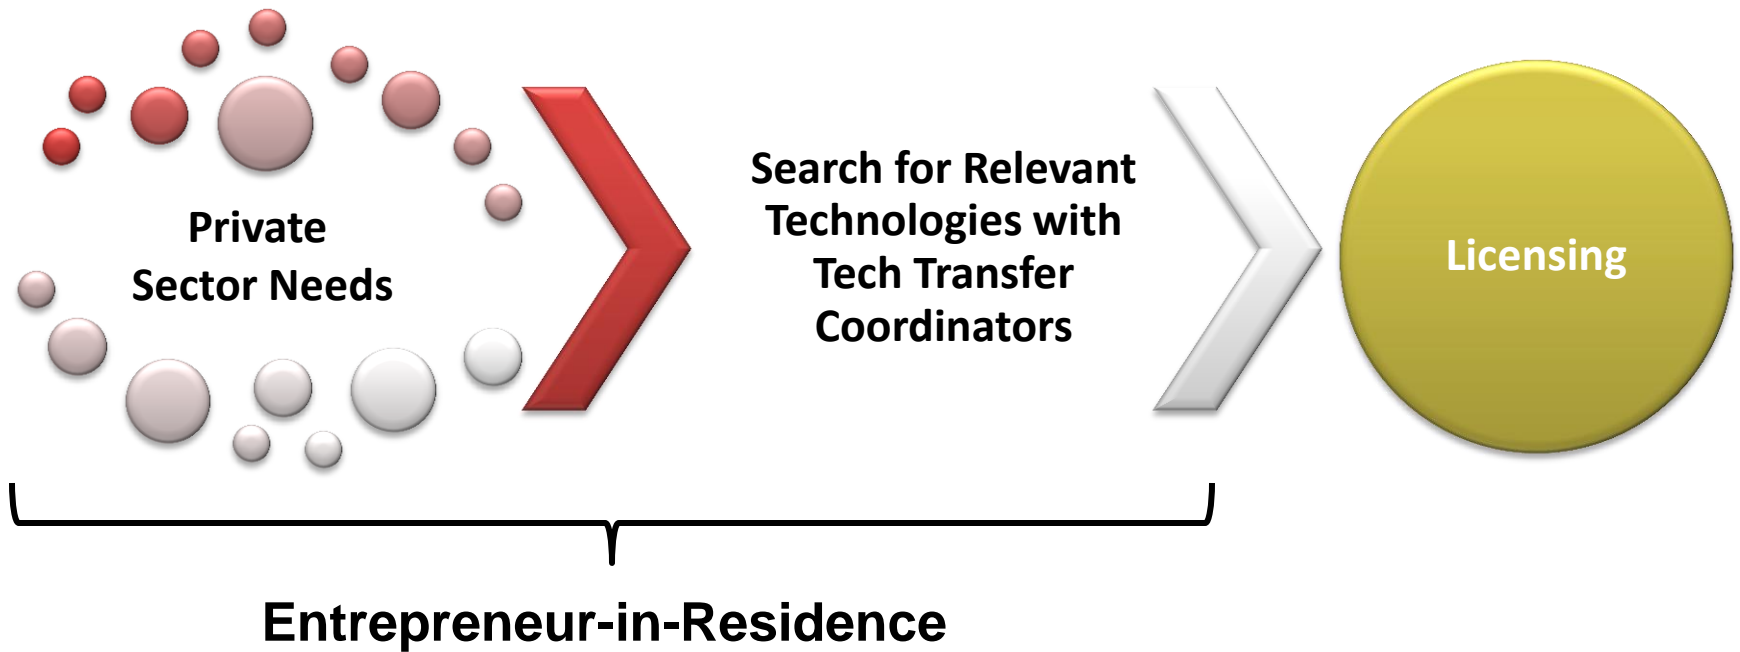 Private
Sector Needs
Search for Relevant
Technologies with
Tech Transfer
Coordinators
Licensing
Entrepreneur-in-Residence